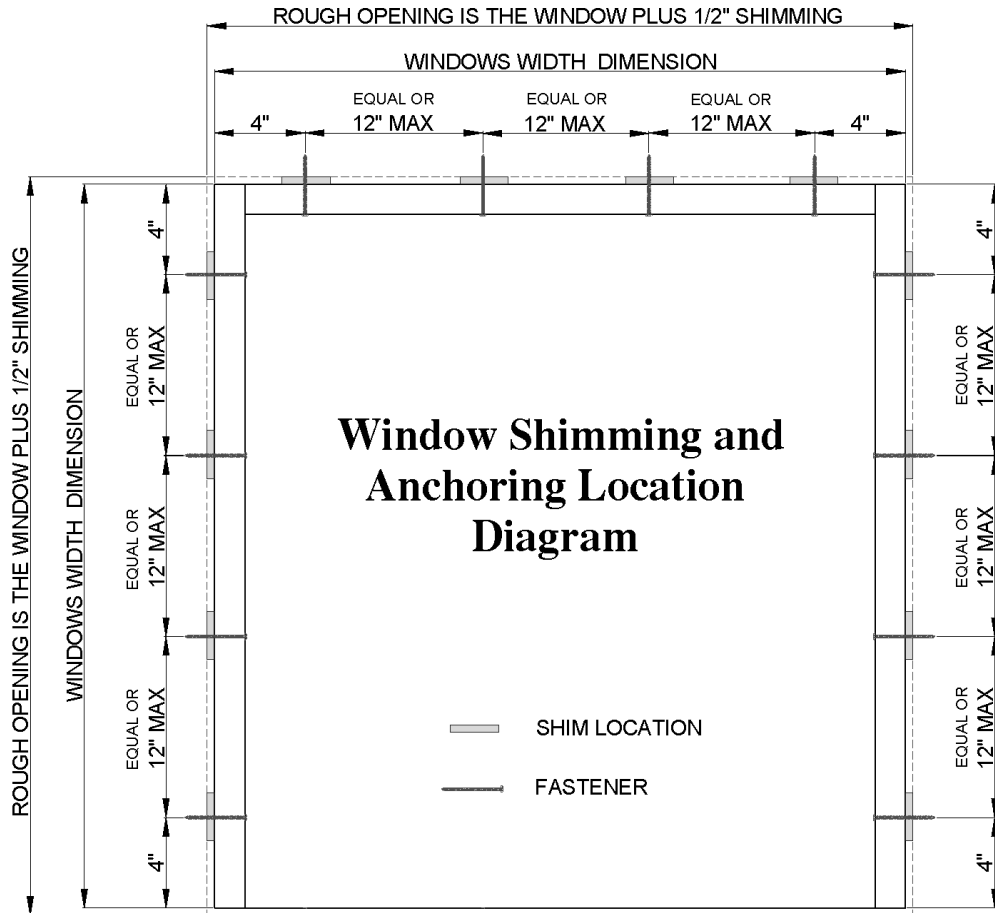 ROUGH OPENING IS THE WINDOW PLUS 1/2" SHIMMING
WINDOWS WIDTH DIMENSION
EQUAL OR
EQUAL OR
EQUAL OR
4"
12" MAX
12" MAX
12" MAX
4"
ROUGH OPENING IS THE WINDOW PLUS 1/2" SHIMMING
WINDOWS WIDTH DIMENSION
4"
EQUAL OR
12" MAX
EQUAL OR
12" MAX
EQUAL OR
12" MAX
4"
Window Shimming and
Anchoring Location
Diagram
SHIM LOCATION
FASTENER
4"
EQUAL OR
12" MAX
EQUAL OR
12" MAX
EQUAL OR
12" MAX
4"